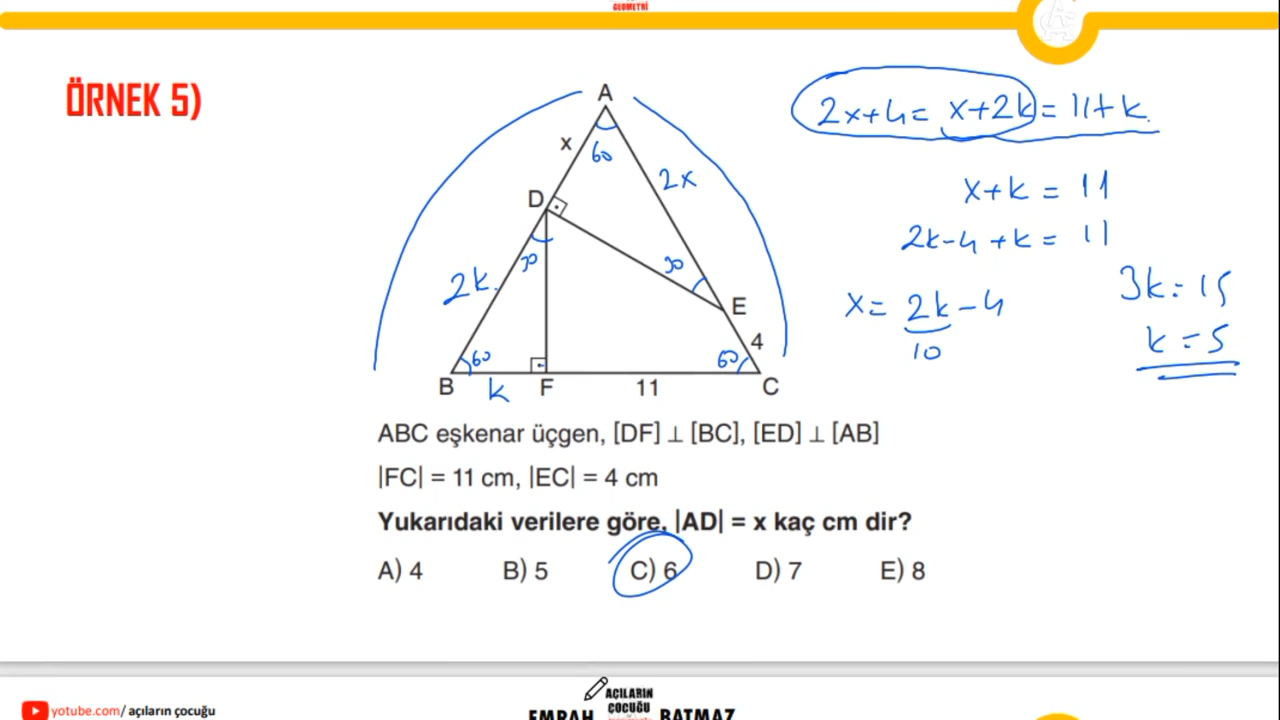 GEOMETRİ
ÖRNEK 5)
A
x
60
2x
D
30
30
2k
E
4
60
60
B
k
F
11
C
2x+4= x+2k = 11+k.
x+k = 11
2k-4+k = 11
3k=15
x= 2k-4
10
k=5
ABC eşkenar üçgen, [DF] ⊥ [BC], [ED] ⊥ [AB]
|FC| = 11 cm, |EC| = 4 cm
Yukarıdaki verilere göre, |AD| = x kaç cm dir?
A) 4 B) 5 C) 6 D) 7 E) 8
yotube.com/ açıların çocuğu
AÇILARIN
ÇOCUĞU
EMRAH BATMAZ